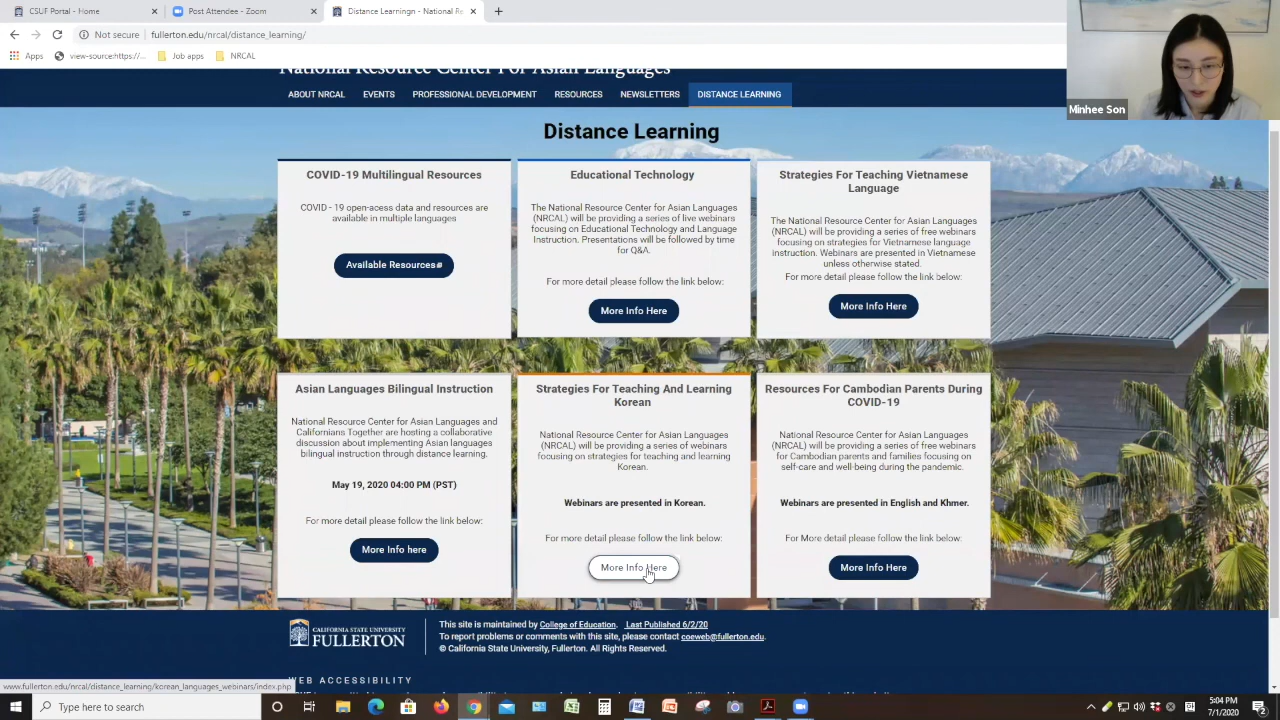 CSUF Portal - Home
Post Attendee - Zoom
Distance Learningn - National Re
Not secure
fullerton.edu/nrcal/distance_learning/
Apps
view-source:https://...
Job apps
NRCAL
Minhee Son
National Resource Center For Asian Languages
ABOUT NRCAL
EVENTS
PROFESSIONAL DEVELOPMENT
RESOURCES
NEWSLETTERS
DISTANCE LEARNING
Distance Learning
COVID-19 Multilingual Resources
COVID - 19 open-acess data and resources are
available in multiple languages
Available Resources
Educational Technology
The National Resource Center for Asian Languages
(NRCAL) will be providing a series of live webinars
focusing on Educational Technology and Language
Instruction. Presentations will be followed by time
for Q&A.
For more detail please follow the link below:
More Info Here
Strategies For Teaching Vietnamese
Language
The National Resource Center for Asian Languages
(NRCAL) will be providing a series of free webinars
focusing on strategies for Vietnamese language
instruction. Webinars are presented in Vietnamese
unless otherwise stated.
For more detail please follow the link below:
More Info Here
Asian Languages Bilingual Instruction
National Resource Center for Asian Languages and
Californians Together are hosting a collaborative
discussion about implementing Asian languages
bilingual instruction through distance learning.
May 19, 2020 04:00 PM (PST)
For more detail please follow the link below:
More Info here
Strategies For Teaching And Learning
Korean
National Resource Center for Asian Languages
(NRCAL) will be providing a series of webinars
focusing on strategies for teaching and learning
Korean.
Webinars are presented in Korean.
For more detail please follow the link below:
More Info Here
Resources For Cambodian Parents During
COVID-19
National Resource Center for Asian Languages
(NRCAL) will be providing a series of free webinars
for Cambodian parents and families focusing on
self-care and well-being during the pandemic.
Webinars are presented in English and Khmer.
For More detail please follow the link below:
More Info Here
CALIFORNIA STATE UNIVERSITY
FULLERTON
This site is maintained by College of Education. Last Published 6/2/20
To report problems or comments with this site, please contact coeweb@fullerton.edu.
© California State University, Fullerton. All Rights Reserved.
WEB ACCESSIBILITY
www.fullerton.edu/nrcal/distance_learning/korean_languages_webinars/index.php
Type here to search
5:04 PM
7/1/2020
2